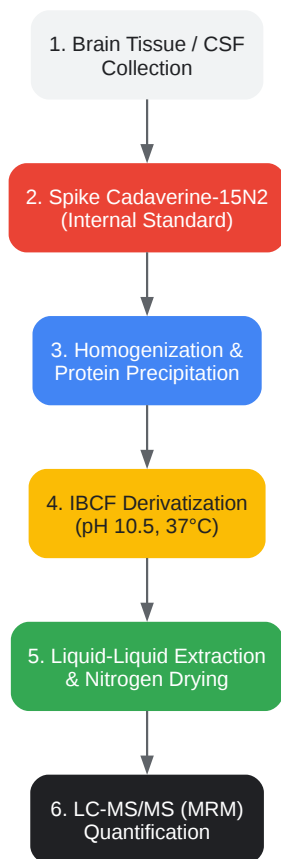 1. Brain Tissue / CSF
Collection
2. Spike Cadaverine-15N2
(Internal Standard)
3. Homogenization &
Protein Precipitation
4. IBCF Derivatization
(pH 10.5, 37°C)
5. Liquid-Liquid Extraction
& Nitrogen Drying
6. LC-MS/MS (MRM)
Quantification